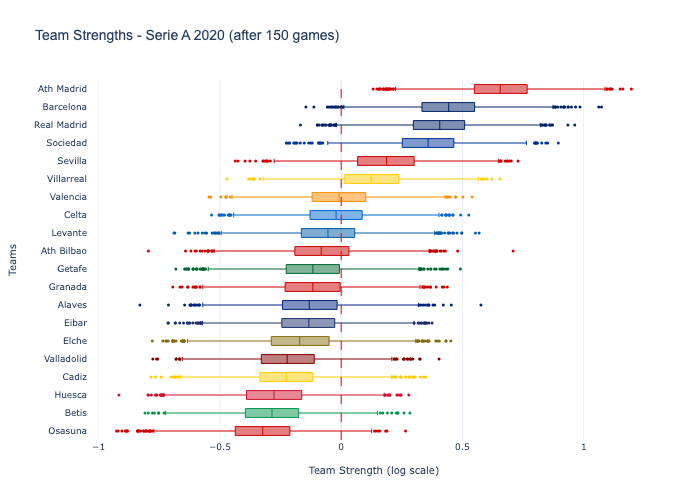 Team Strengths - Serie A 2020 (after 150 games)
Teams
Ath Madrid
Barcelona
Real Madrid
Sociedad
Sevilla
Villarreal
Valencia
Celta
Levante
Ath Bilbao
Getafe
Granada
Alaves
Eibar
Elche
Valladolid
Cadiz
Huesca
Betis
Osasuna
−1 −0.5 0 0.5 1
Team Strength (log scale)